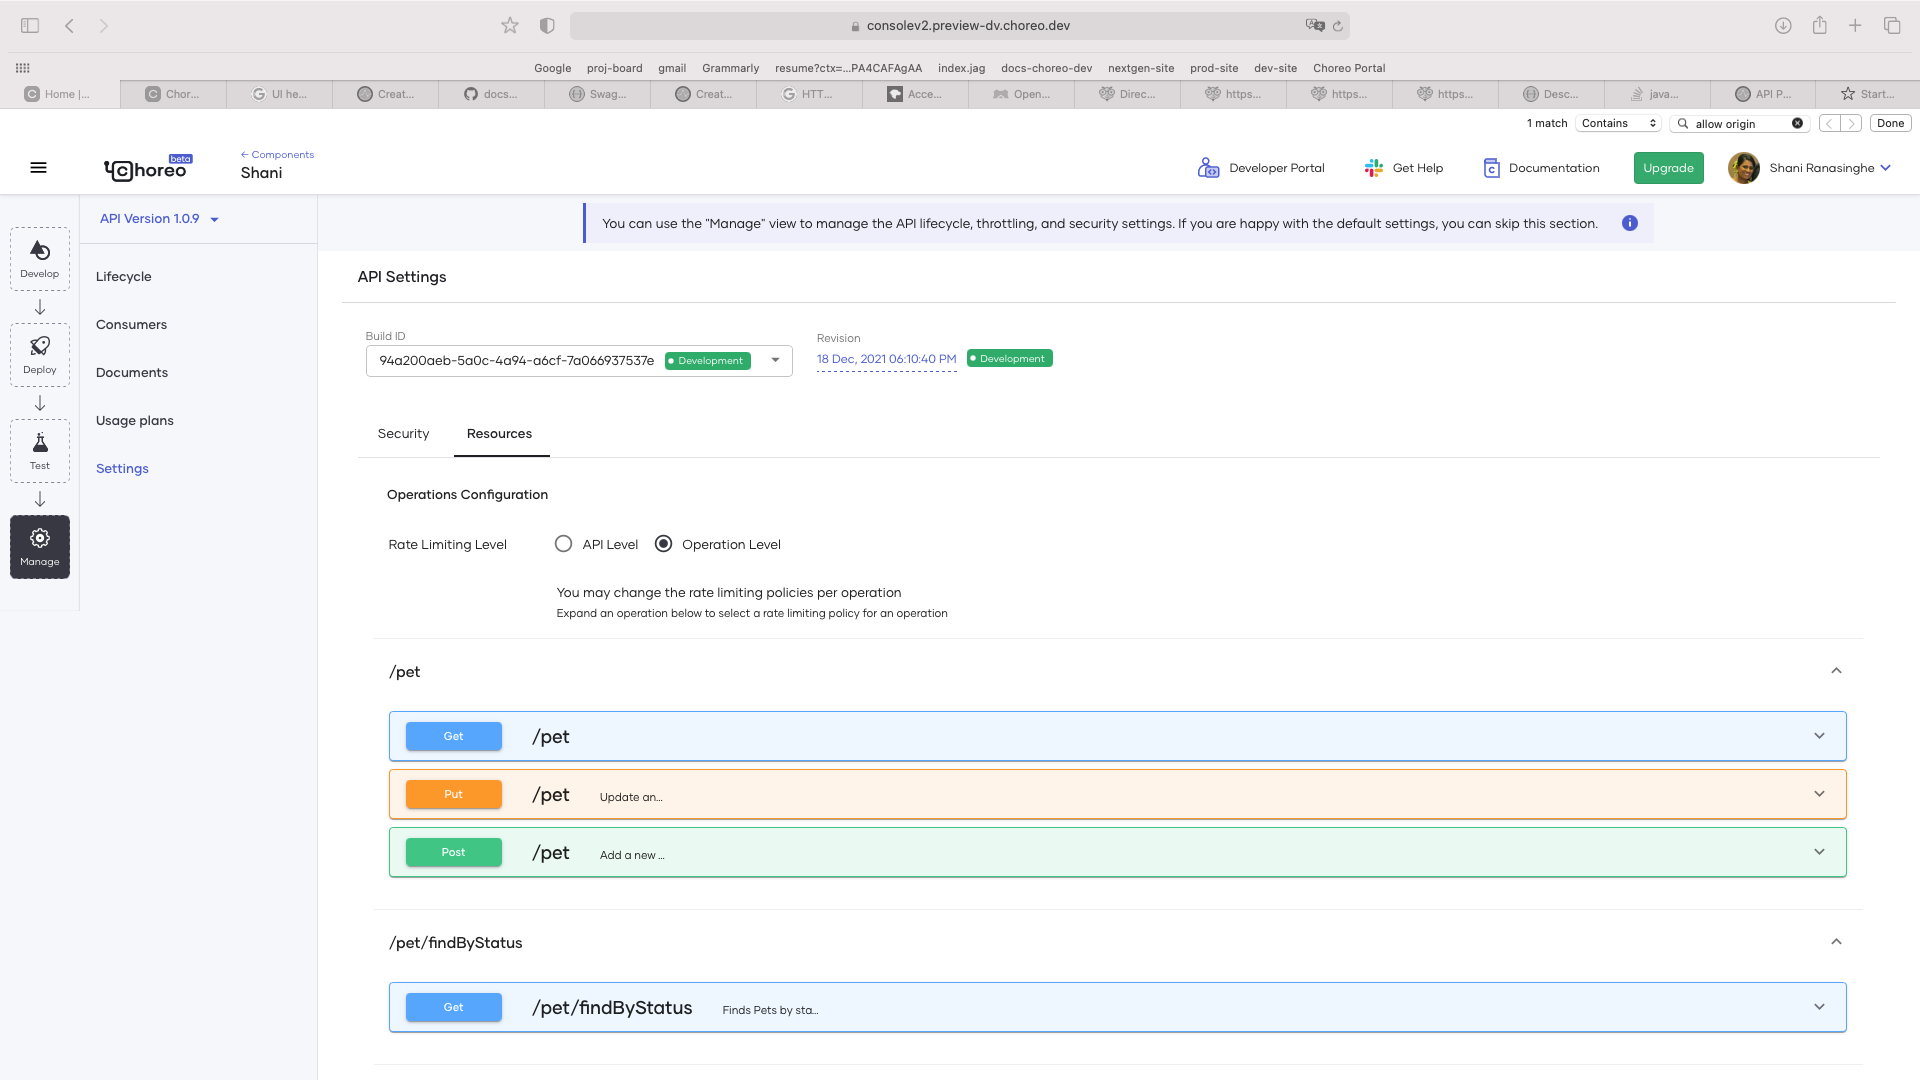 consolev2.preview-dv.choreo.dev
Google proj-board gmail Grammarly resume?ctx=...PA4CAFAgAA index.jag docs-choreo-dev nextgen-site prod-site dev-site Choreo Portal
Home |... Chor... UI he... Creat... docs... Swag... Creat... HTT... Acce... Open... Direc... https... https... https... Desc... java... API P... Start...
1 match Contains allow origin Done
Choreo beta
← Components
Shani
Developer Portal Get Help Documentation Upgrade Shani Ranasinghe
API Version 1.0.9
You can use the "Manage" view to manage the API lifecycle, throttling, and security settings. If you are happy with the default settings, you can skip this section.
Develop
Deploy
Test
Manage
Lifecycle
Consumers
Documents
Usage plans
Settings
API Settings
Build ID
94a200aeb-5a0c-4a94-a6cf-7a066937537e Development
Revision
18 Dec, 2021 06:10:40 PM Development
Security Resources
Operations Configuration
Rate Limiting Level API Level Operation Level
You may change the rate limiting policies per operation
Expand an operation below to select a rate limiting policy for an operation
/pet
Get /pet
Put /pet Update an...
Post /pet Add a new ...
/pet/findByStatus
Get /pet/findByStatus Finds Pets by sta...